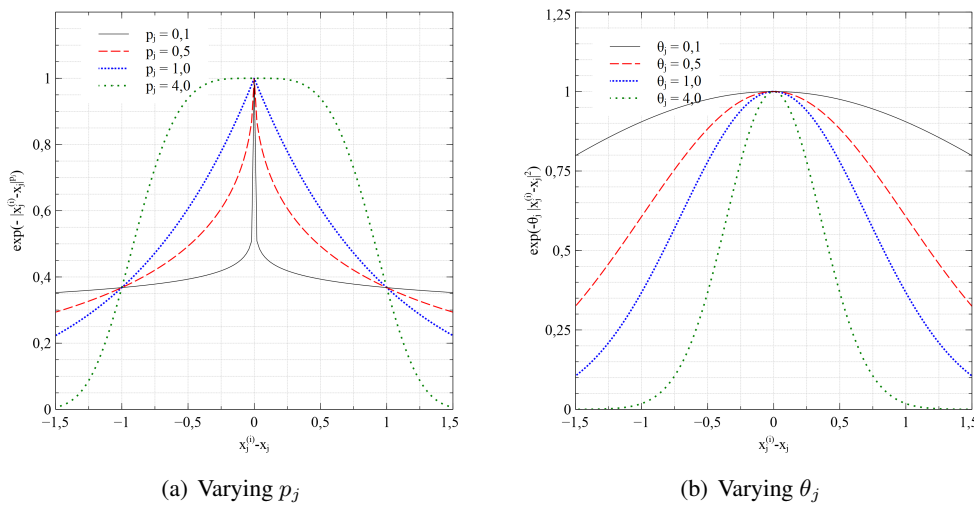 p_j = 0,1
p_j = 0,5
p_j = 1,0
p_j = 4,0
1
0,8
0,6
0,4
0,2
0
exp(- |x_j^(i)-x_j|^p_j)
−1,5 −1 −0,5 0 0,5 1 1,5
x_j^(i)-x_j
(a) Varying p_j
θ_j = 0,1
θ_j = 0,5
θ_j = 1,0
θ_j = 4,0
1,25
1
0,75
0,5
0,25
0
exp(-θ_j |x_j^(i)-x_j|^2)
−1,5 −1 −0,5 0 0,5 1 1,5
x_j^(i)-x_j
(b) Varying θ_j